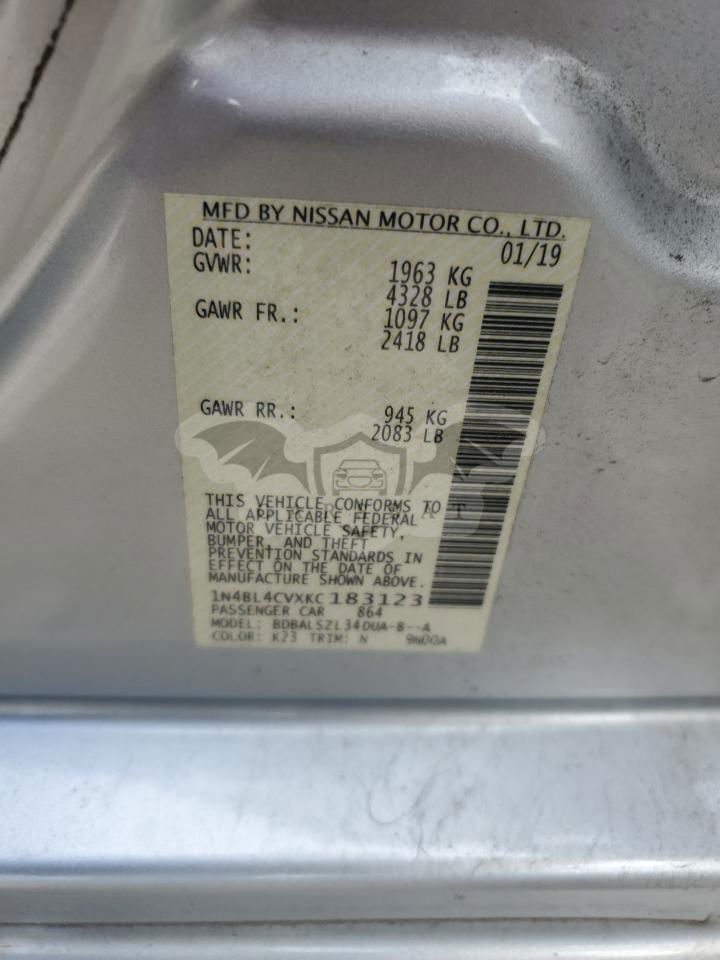 MFD BY NISSAN MOTOR CO., LTD.
DATE: 01/19
GVWR: 1963 KG
4328 LB
GAWR FR.: 1097 KG
2418 LB
GAWR RR.: 945 KG
2083 LB
THIS VEHICLE CONFORMS TO
ALL APPLICABLE FEDERAL
MOTOR VEHICLE SAFETY,
BUMPER, AND THEFT
PREVENTION STANDARDS IN
EFFECT ON THE DATE OF
MANUFACTURE SHOWN ABOVE.
1N4BL4CVXKC183123
PASSENGER CAR 864
MODEL: BDBALSZL34DUA-B--A
COLOR: K23 TRIM: N 9N00A